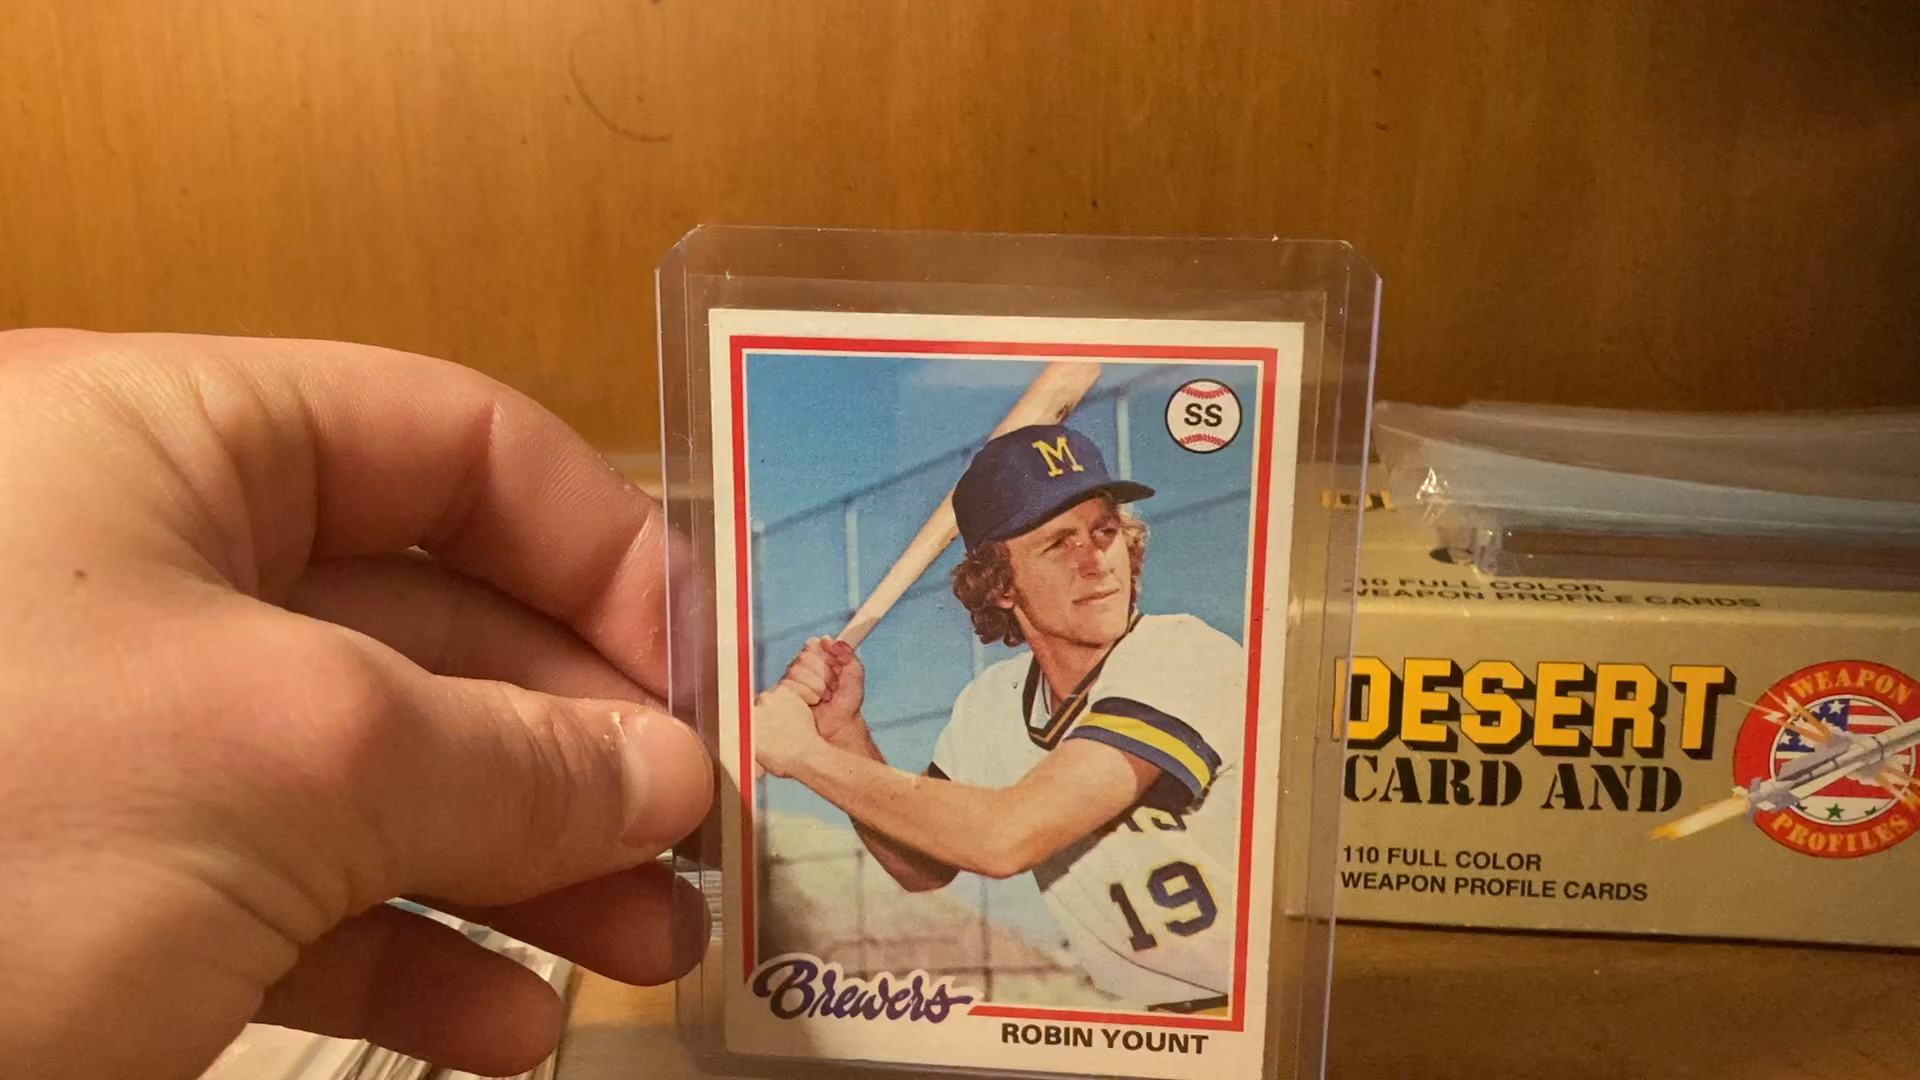 M
SS
19
Brewers
ROBIN YOUNT
110 FULL COLOR
WEAPON PROFILE CARDS
DESERT
CARD AND
WEAPON
PROFILES
110 FULL COLOR
WEAPON PROFILE CARDS